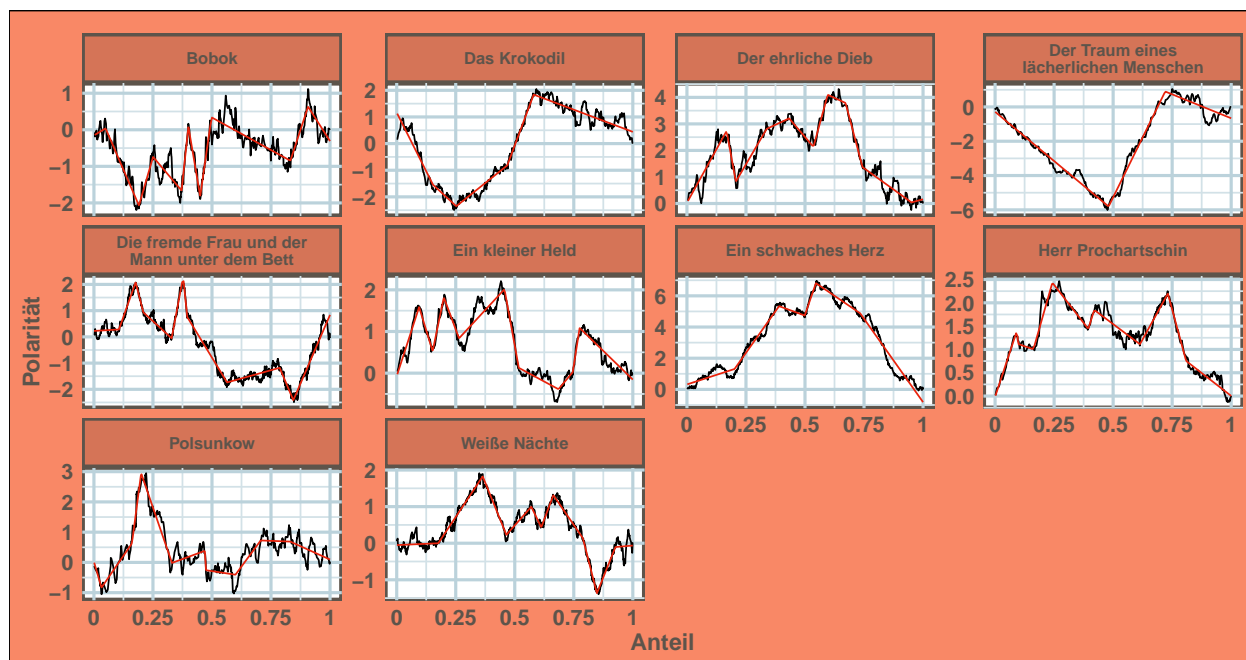 Bobok
Das Krokodil
Der ehrliche Dieb
Der Traum eines
lächerlichen Menschen
1
0
−1
−2
2
1
0
−1
−2
4
3
2
1
0
0
−2
−4
−6
Die fremde Frau und der
Mann unter dem Bett
Ein kleiner Held
Ein schwaches Herz
Herr Prochartschin
2
1
0
−1
−2
2
1
0
6
4
2
0
2.5
2.0
1.5
1.0
0.5
0.0
0 0.25 0.5 0.75 1
0 0.25 0.5 0.75 1
Polsunkow
Weiße Nächte
3
2
1
0
−1
2
1
0
−1
0 0.25 0.5 0.75 1
0 0.25 0.5 0.75 1
Polarität
Anteil